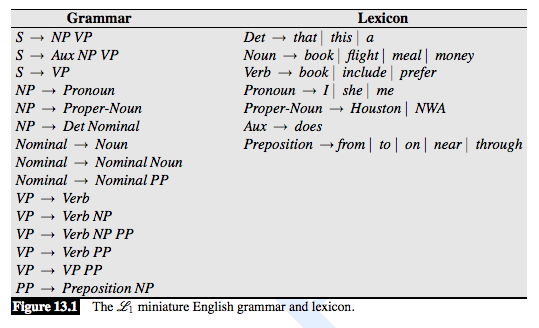 Grammar Lexicon
S → NP VP Det → that | this | a
S → Aux NP VP Noun → book | flight | meal | money
S → VP Verb → book | include | prefer
NP → Pronoun Pronoun → I | she | me
NP → Proper-Noun Proper-Noun → Houston | NWA
NP → Det Nominal Aux → does
Nominal → Noun Preposition → from | to | on | near | through
Nominal → Nominal Noun
Nominal → Nominal PP
VP → Verb
VP → Verb NP
VP → Verb NP PP
VP → Verb PP
VP → VP PP
PP → Preposition NP
Figure 13.1 The ℒ1 miniature English grammar and lexicon.